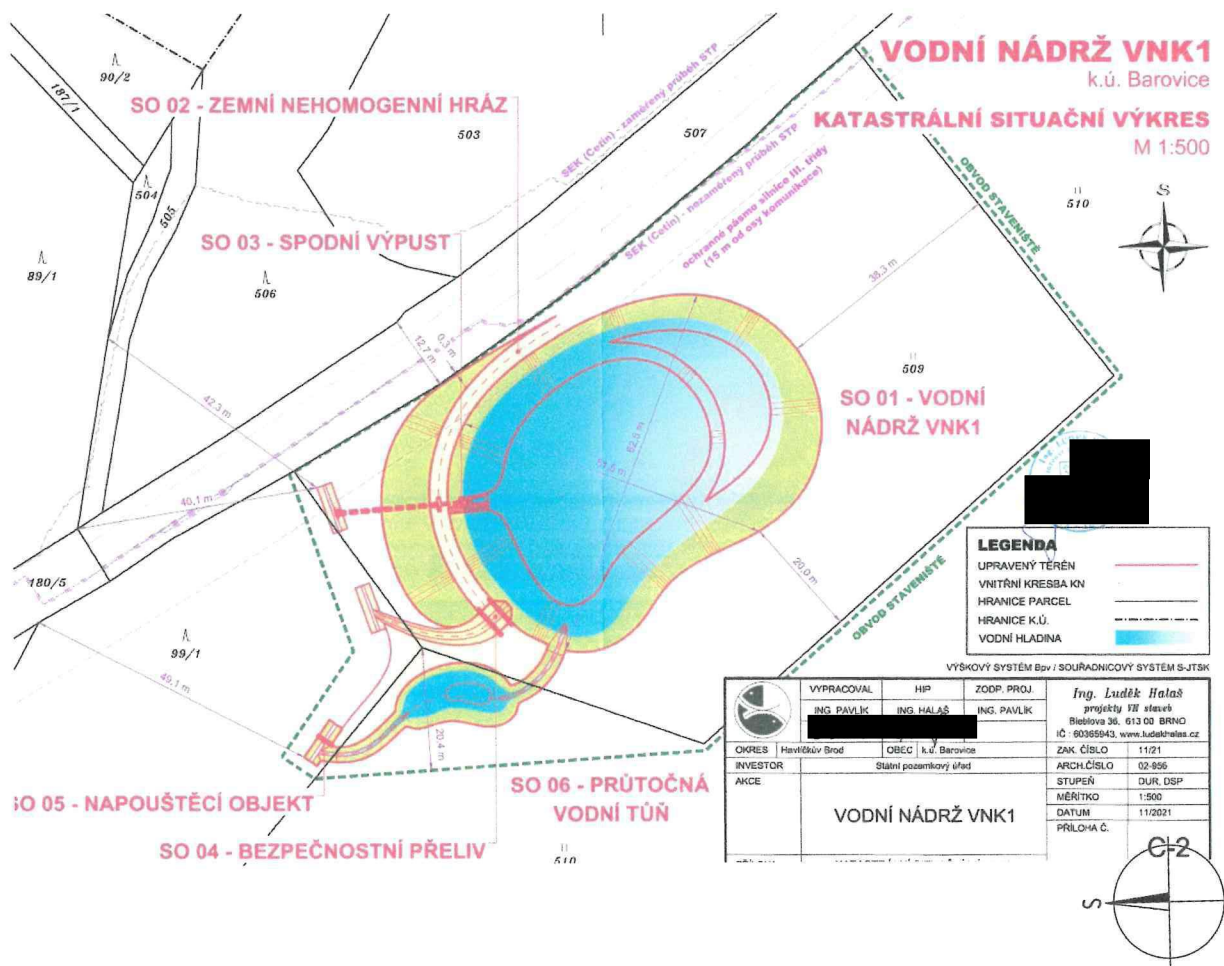 VODNÍ NÁDRŽ VNK1
k.ú. Barovice
KATASTRÁLNÍ SITUAČNÍ VÝKRES
M 1:500
S
90/2
187/1
SO 02 - ZEMNÍ NEHOMOGENNÍ HRÁZ
503
SEK (Cetin) - zaměřený průběh STP
507
504
505
SO 03 - SPODNÍ VÝPUST
SEK (Cetin) - nezaměřený průběh STP
ochranné pásmo silnice III. třídy
(15 m od osy komunikace)
OBVOD STAVENIŠTĚ
510
89/1
506
38,3 m
0,3 m
12,7 m
509
42,3 m
SO 01 - VODNÍ
NÁDRŽ VNK1
62,5 m
51,5 m
40,1 m
20,0 m
OBVOD STAVENIŠTĚ
180/5
99/1
49,1 m
20,4 m
SO 05 - NAPOUŠTĚCÍ OBJEKT
SO 06 - PRŮTOČNÁ
VODNÍ TŮŇ
SO 04 - BEZPEČNOSTNÍ PŘELIV
510
LEGENDA
UPRAVENÝ TERÉN
VNITŘNÍ KRESBA KN
HRANICE PARCEL
HRANICE K.Ú.
VODNÍ HLADINA
VÝŠKOVÝ SYSTÉM Bpv / SOUŘADNICOVÝ SYSTÉM S-JTSK
VYPRACOVAL HIP ZODP. PROJ.
ING. PAVLÍK ING. HALAŠ ING. PAVLÍK
Ing. Luděk Halaš
projekty VH staveb
Bieblova 36, 613 00 BRNO
IČ : 60365943, www.ludekhalas.cz
OKRES Havlíčkův Brod OBEC k.ú. Barovice
ZAK. ČÍSLO 11/21
INVESTOR Státní pozemkový úřad
ARCH.ČÍSLO 02-956
AKCE
VODNÍ NÁDRŽ VNK1
STUPEŇ DUR, DSP
MĚŘÍTKO 1:500
DATUM 11/2021
PŘÍLOHA Č.
C-2
S